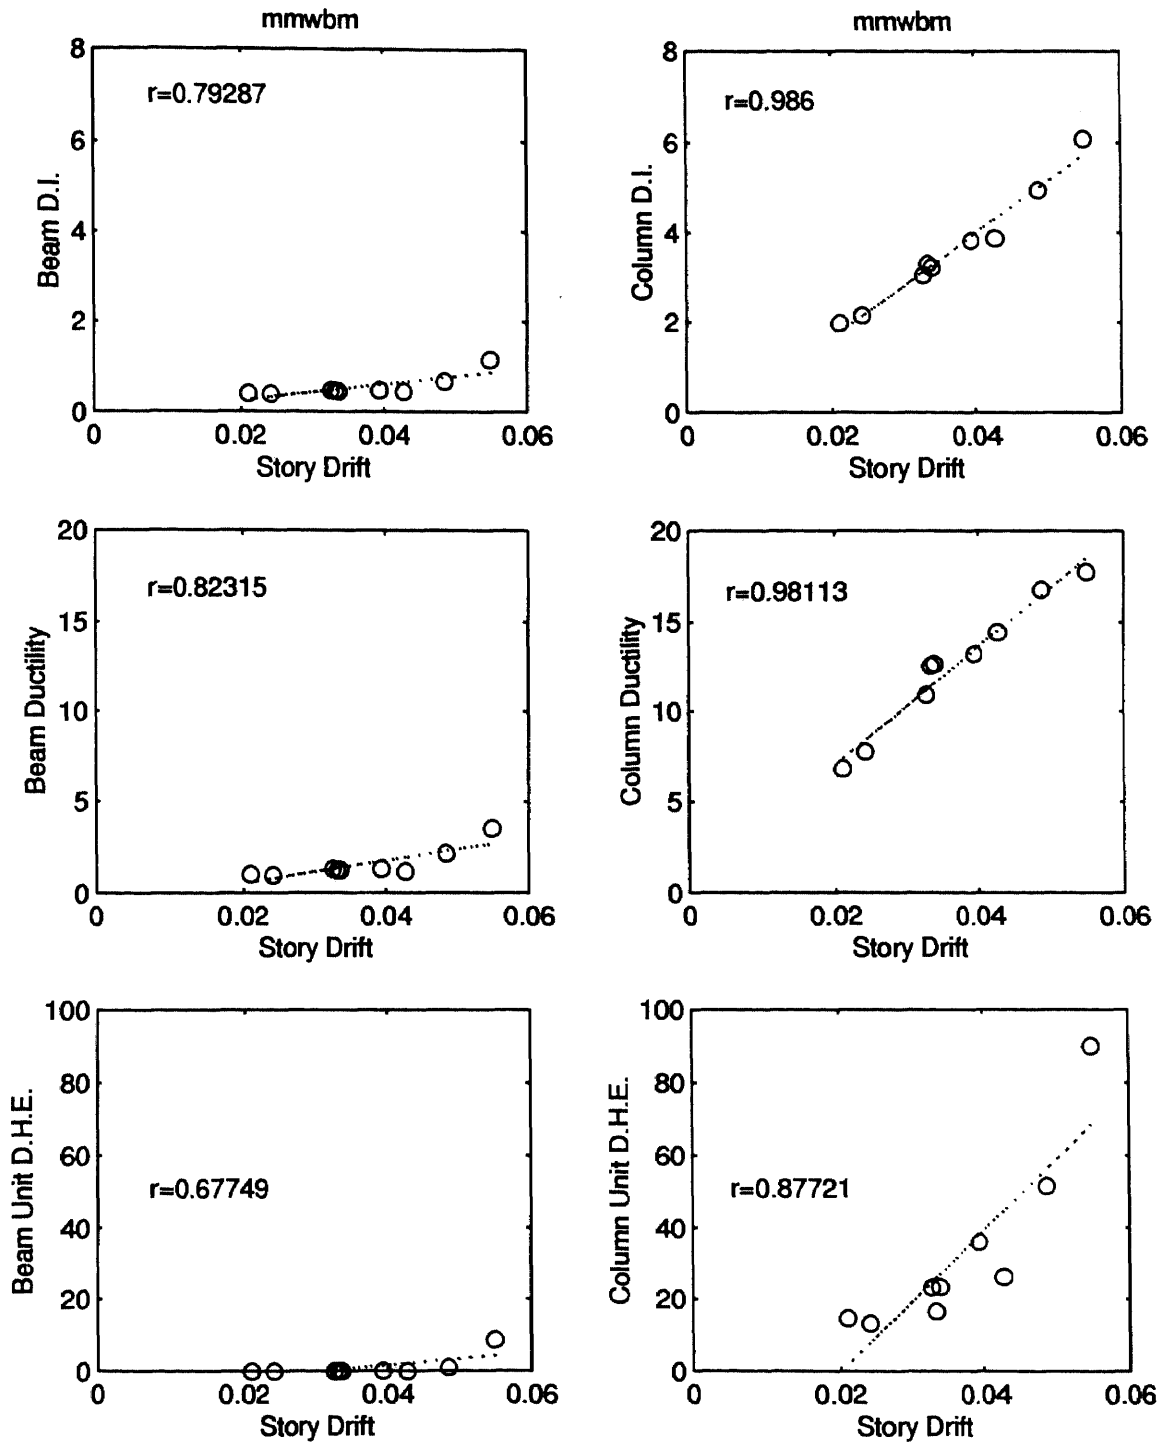 mmwbm
8
6
4
2
0
r=0.79287
Beam D.I.
0
0.02
0.04
0.06
Story Drift
mmwbm
8
6
4
2
0
r=0.986
Column D.I.
0
0.02
0.04
0.06
Story Drift
20
15
10
5
0
r=0.82315
Beam Ductility
0
0.02
0.04
0.06
Story Drift
20
15
10
5
0
r=0.98113
Column Ductility
0
0.02
0.04
0.06
Story Drift
100
80
60
40
20
0
r=0.67749
Beam Unit D.H.E.
0
0.02
0.04
0.06
Story Drift
100
80
60
40
20
0
r=0.87721
Column Unit D.H.E.
0
0.02
0.04
0.06
Story Drift